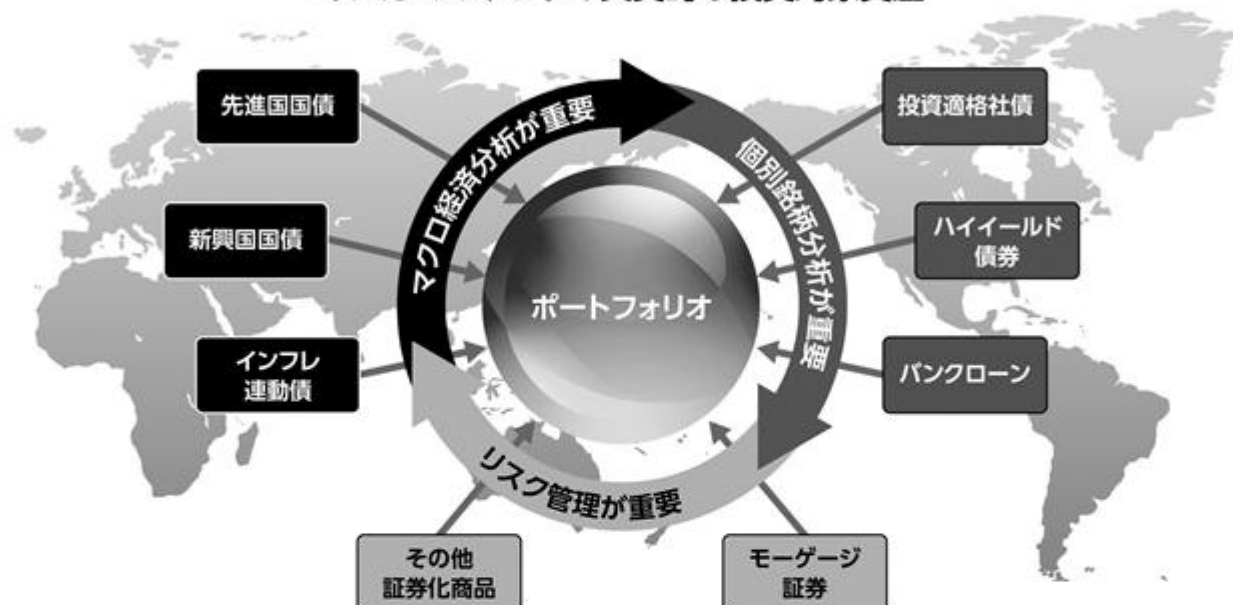 先進国国債
新興国国債
インフレ
連動債
マクロ経済分析が重要
個別銘柄分析が重要
リスク管理が重要
ポートフォリオ
投資適格社債
ハイイールド
債券
バンクローン
その他
証券化商品
モーゲージ
証券